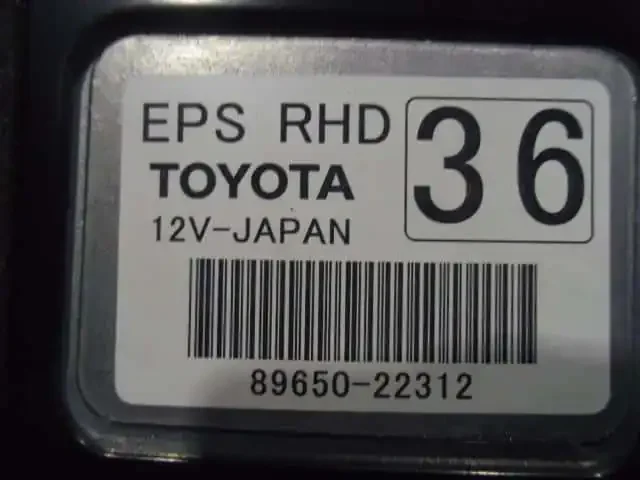 EPS RHD
36
TOYOTA
12V-JAPAN
89650-22312